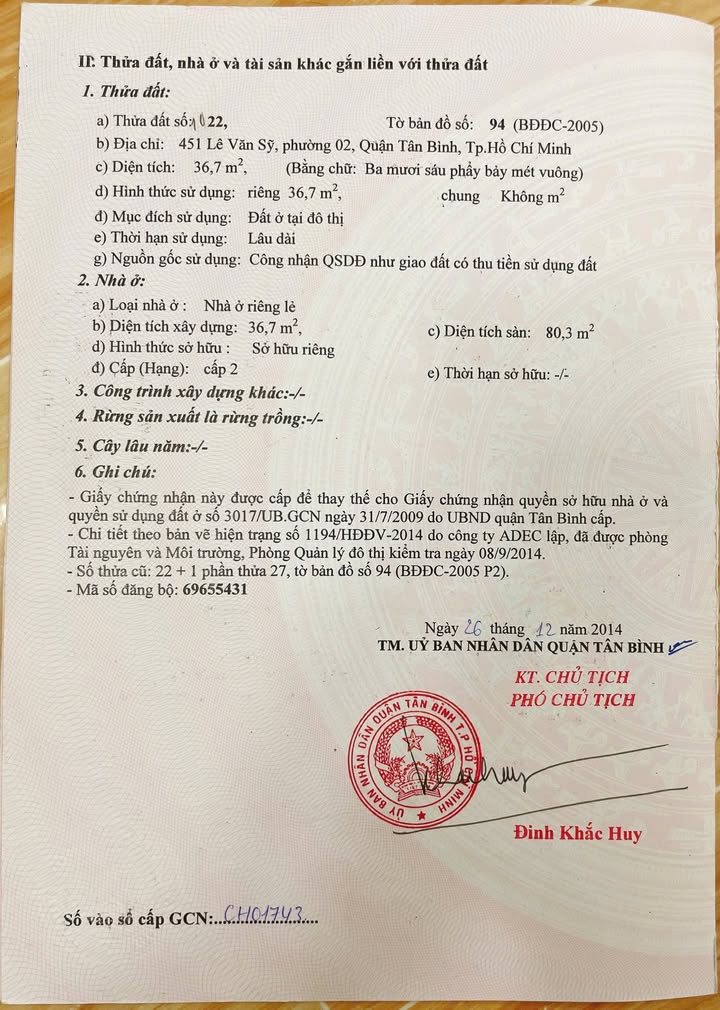 II. Thửa đất, nhà ở và tài sản khác gắn liền với thửa đất
1. Thửa đất:
a) Thửa đất số: 22, Tờ bản đồ số: 94 (BĐĐC-2005)
b) Địa chỉ: 451 Lê Văn Sỹ, phường 02, Quận Tân Bình, Tp.Hồ Chí Minh
c) Diện tích: 36,7 m², (Bằng chữ: Ba mươi sáu phẩy bảy mét vuông)
d) Hình thức sử dụng: riêng 36,7 m², chung Không m²
đ) Mục đích sử dụng: Đất ở tại đô thị
e) Thời hạn sử dụng: Lâu dài
g) Nguồn gốc sử dụng: Công nhận QSDĐ như giao đất có thu tiền sử dụng đất
2. Nhà ở:
a) Loại nhà ở : Nhà ở riêng lẻ
b) Diện tích xây dựng: 36,7 m², c) Diện tích sàn: 80,3 m²
d) Hình thức sở hữu : Sở hữu riêng
đ) Cấp (Hạng): cấp 2 e) Thời hạn sở hữu: -/-
3. Công trình xây dựng khác:-/-
4. Rừng sản xuất là rừng trồng:-/-
5. Cây lâu năm:-/-
6. Ghi chú:
- Giấy chứng nhận này được cấp để thay thế cho Giấy chứng nhận quyền sở hữu nhà ở và
quyền sử dụng đất ở số 3017/UB.GCN ngày 31/7/2009 do UBND quận Tân Bình cấp.
- Chi tiết theo bản vẽ hiện trạng số 1194/HĐĐV-2014 do công ty ADEC lập, đã được phòng
Tài nguyên và Môi trường, Phòng Quản lý đô thị kiểm tra ngày 08/9/2014.
- Số thửa cũ: 22 + 1 phần thửa 27, tờ bản đồ số 94 (BĐĐC-2005 P2).
- Mã số đăng bộ: 69655431
Ngày 26 tháng 12 năm 2014
TM. UỶ BAN NHÂN DÂN QUẬN TÂN BÌNH
KT. CHỦ TỊCH
PHÓ CHỦ TỊCH
ỦY BAN NHÂN DÂN QUẬN TÂN BÌNH T.P HỒ CHÍ MINH
Đinh Khắc Huy
Số vào sổ cấp GCN:..CH01743..